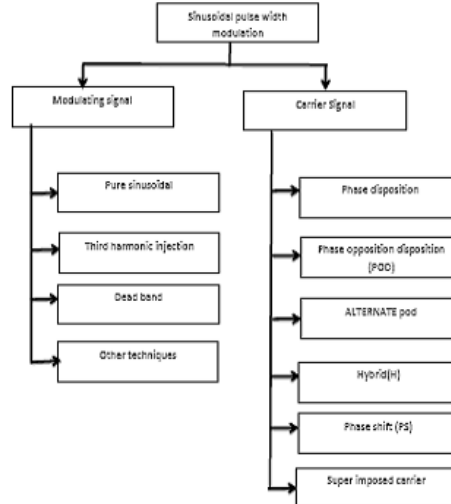 Sinusoidal pulse width
modulation
Modulating signal
Carrier Signal
Pure sinusoidal
Third harmonic injection
Dead band
Other techniques
Phase disposition
Phase opposition disposition
(POD)
ALTERNATE pod
Hybrid(H)
Phase shift (PS)
Super imposed carrier